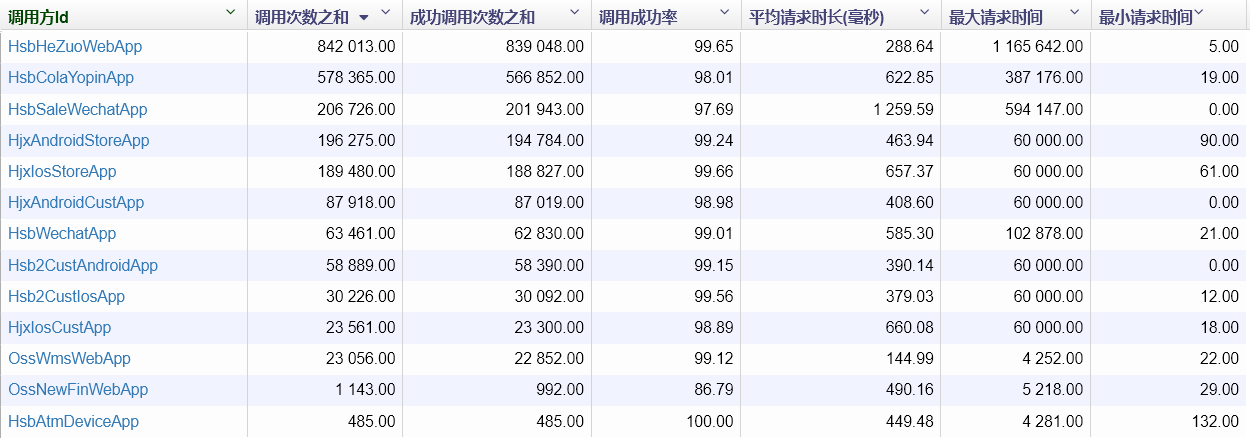 调用方Id 调用次数之和 成功调用次数之和 调用成功率 平均请求时长(毫秒) 最大请求时间 最小请求时间
HsbHeZuoWebApp 842 013.00 839 048.00 99.65 288.64 1 165 642.00 5.00
HsbColaYopinApp 578 365.00 566 852.00 98.01 622.85 387 176.00 19.00
HsbSaleWechatApp 206 726.00 201 943.00 97.69 1 259.59 594 147.00 0.00
HjxAndroidStoreApp 196 275.00 194 784.00 99.24 463.94 60 000.00 90.00
HjxIosStoreApp 189 480.00 188 827.00 99.66 657.37 60 000.00 61.00
HjxAndroidCustApp 87 918.00 87 019.00 98.98 408.60 60 000.00 0.00
HsbWechatApp 63 461.00 62 830.00 99.01 585.30 102 878.00 21.00
Hsb2CustAndroidApp 58 889.00 58 390.00 99.15 390.14 60 000.00 0.00
Hsb2CustIosApp 30 226.00 30 092.00 99.56 379.03 60 000.00 12.00
HjxIosCustApp 23 561.00 23 300.00 98.89 660.08 60 000.00 18.00
OssWmsWebApp 23 056.00 22 852.00 99.12 144.99 4 252.00 22.00
OssNewFinWebApp 1 143.00 992.00 86.79 490.16 5 218.00 29.00
HsbAtmDeviceApp 485.00 485.00 100.00 449.48 4 281.00 132.00